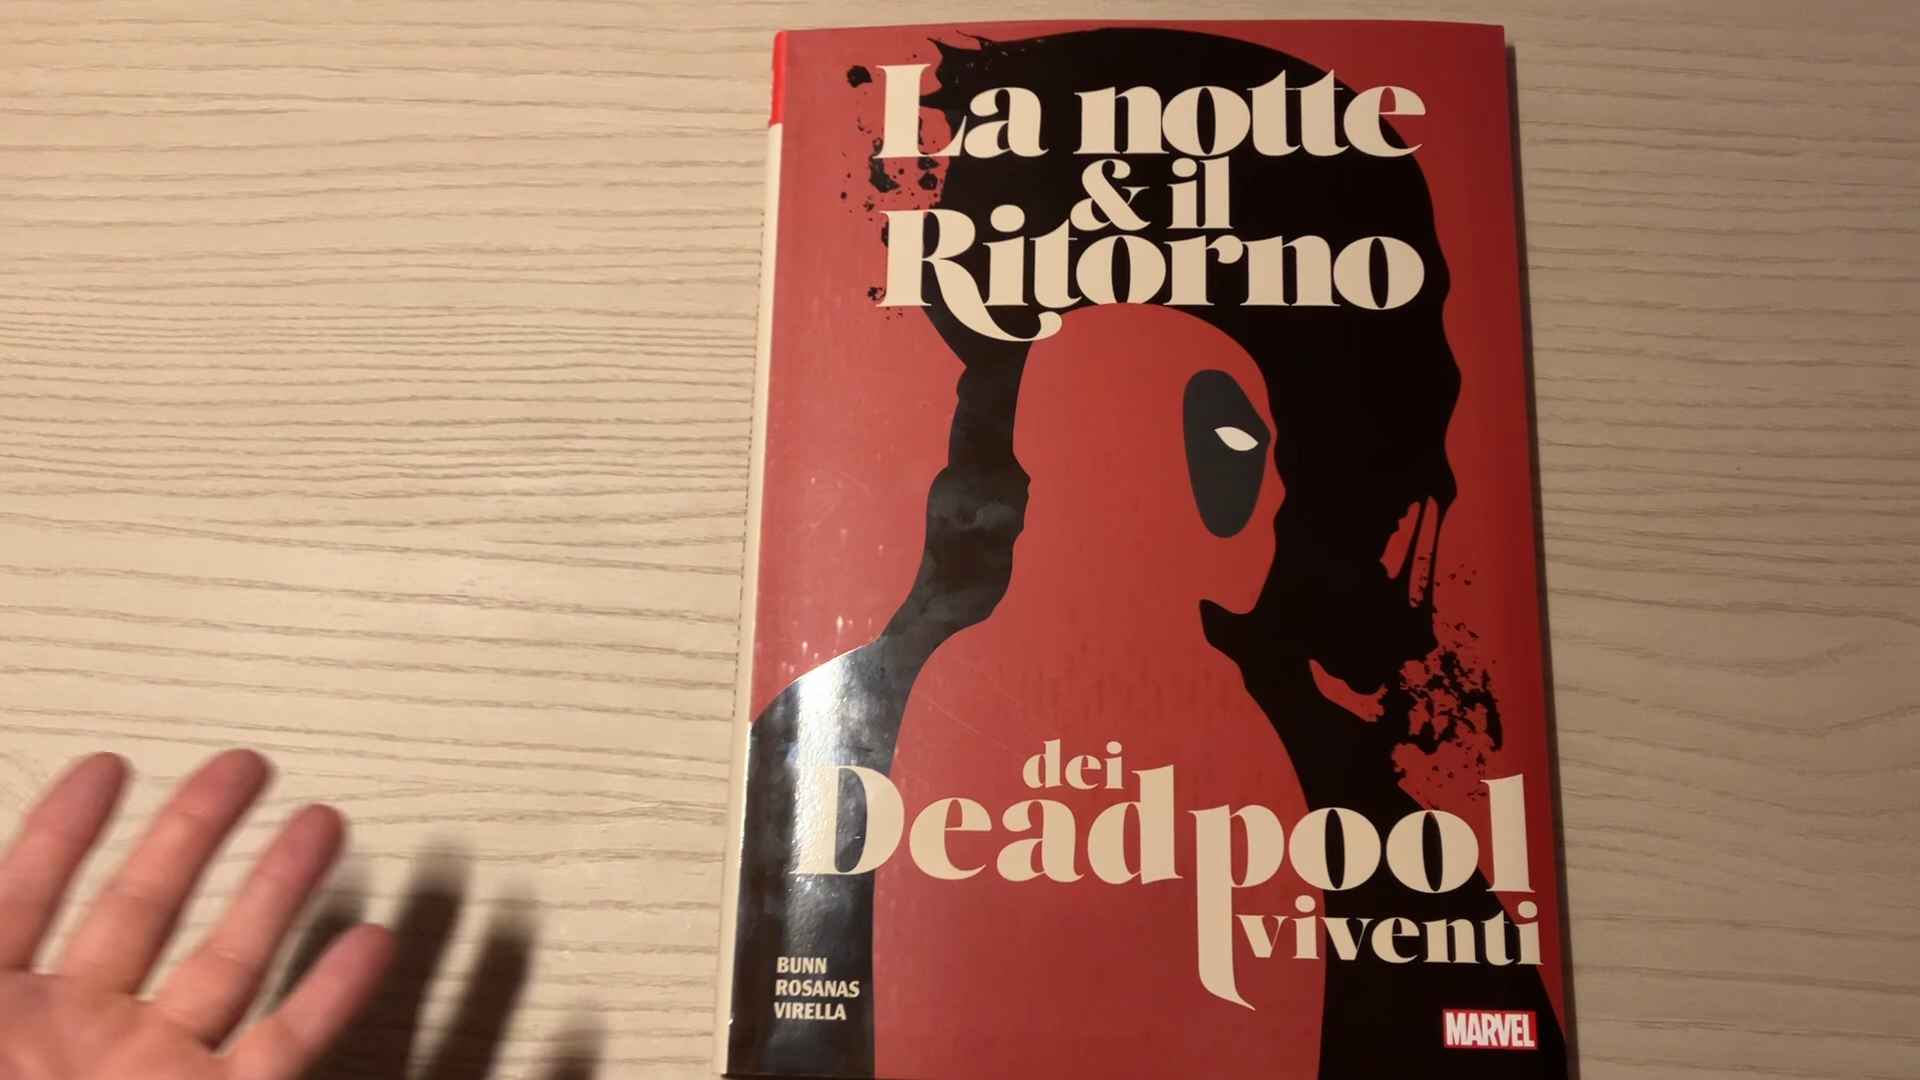 La notte
& il
Ritorno
dei
Deadpool
viventi
BUNN
ROSANAS
VIRELLA
MARVEL